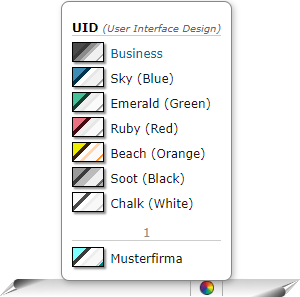 UID (User Interface Design)
Business
Sky (Blue)
Emerald (Green)
Ruby (Red)
Beach (Orange)
Soot (Black)
Chalk (White)
1
Musterfirma